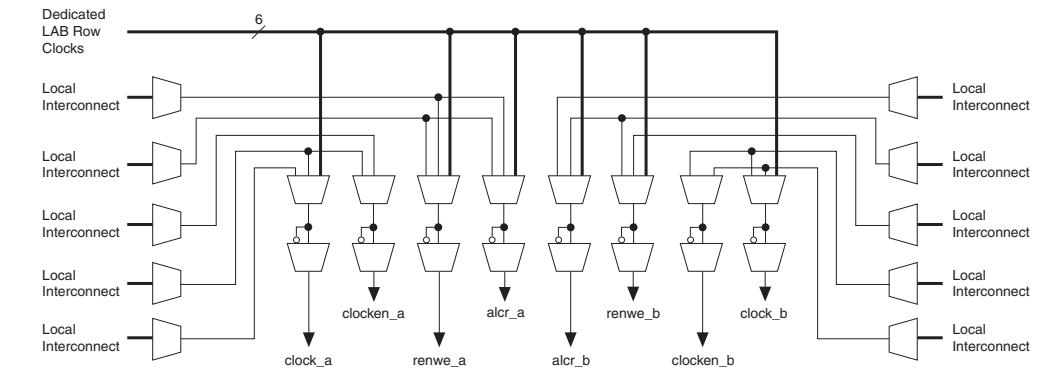 Dedicated
LAB Row
Clocks
6
Local
Interconnect
Local
Interconnect
Local
Interconnect
Local
Interconnect
Local
Interconnect
Local
Interconnect
Local
Interconnect
Local
Interconnect
Local
Interconnect
Local
Interconnect
clocken_a
alcr_a
renwe_b
clock_b
clock_a
renwe_a
alcr_b
clocken_b